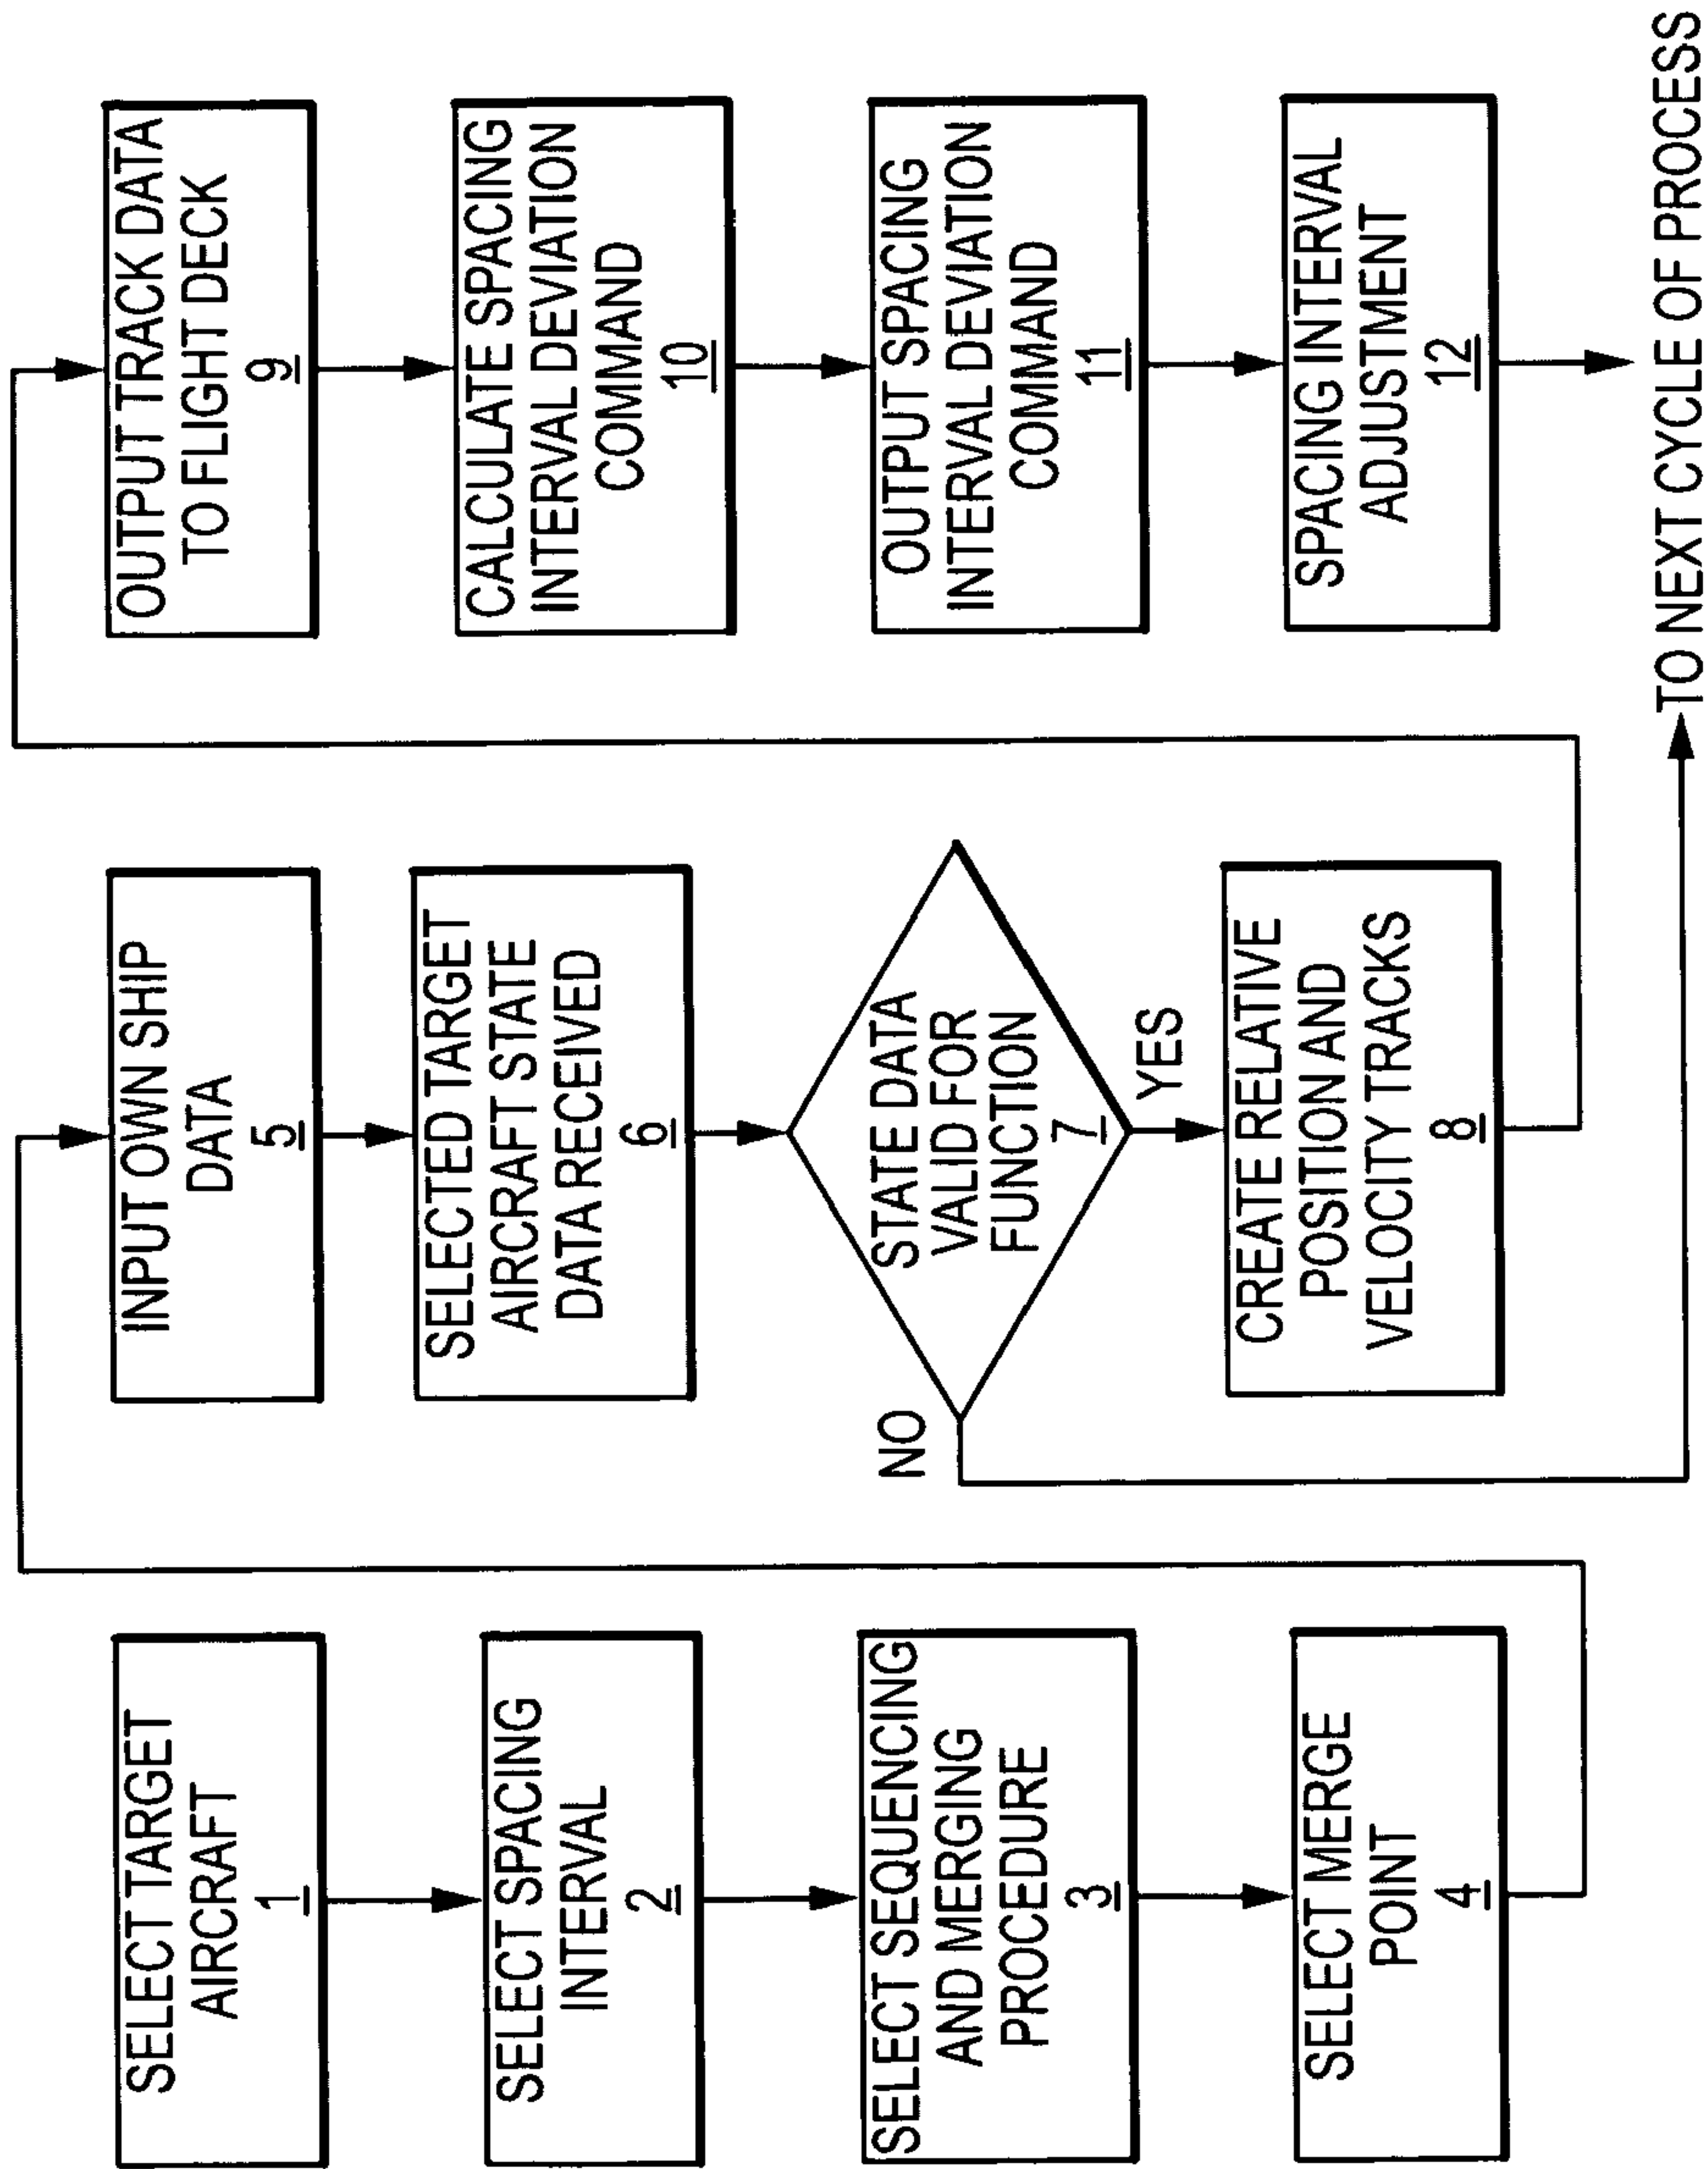 SELECT TARGET
AIRCRAFT
1
SELECT SPACING
INTERVAL
2
SELECT SEQUENCING
AND MERGING
PROCEDURE
3
SELECT MERGE
POINT
4
INPUT OWN SHIP
DATA
5
SELECTED TARGET
AIRCRAFT STATE
DATA RECEIVED
6
STATE DATA
VALID FOR
FUNCTION
7
NO
YES
CREATE RELATIVE
POSITION AND
VELOCITY TRACKS
8
OUTPUT TRACK DATA
TO FLIGHT DECK
9
CALCULATE SPACING
INTERVAL DEVIATION
COMMAND
10
OUTPUT SPACING
INTERVAL DEVIATION
COMMAND
11
SPACING INTERVAL
ADJUSTMENT
12
TO NEXT CYCLE OF PROCESS